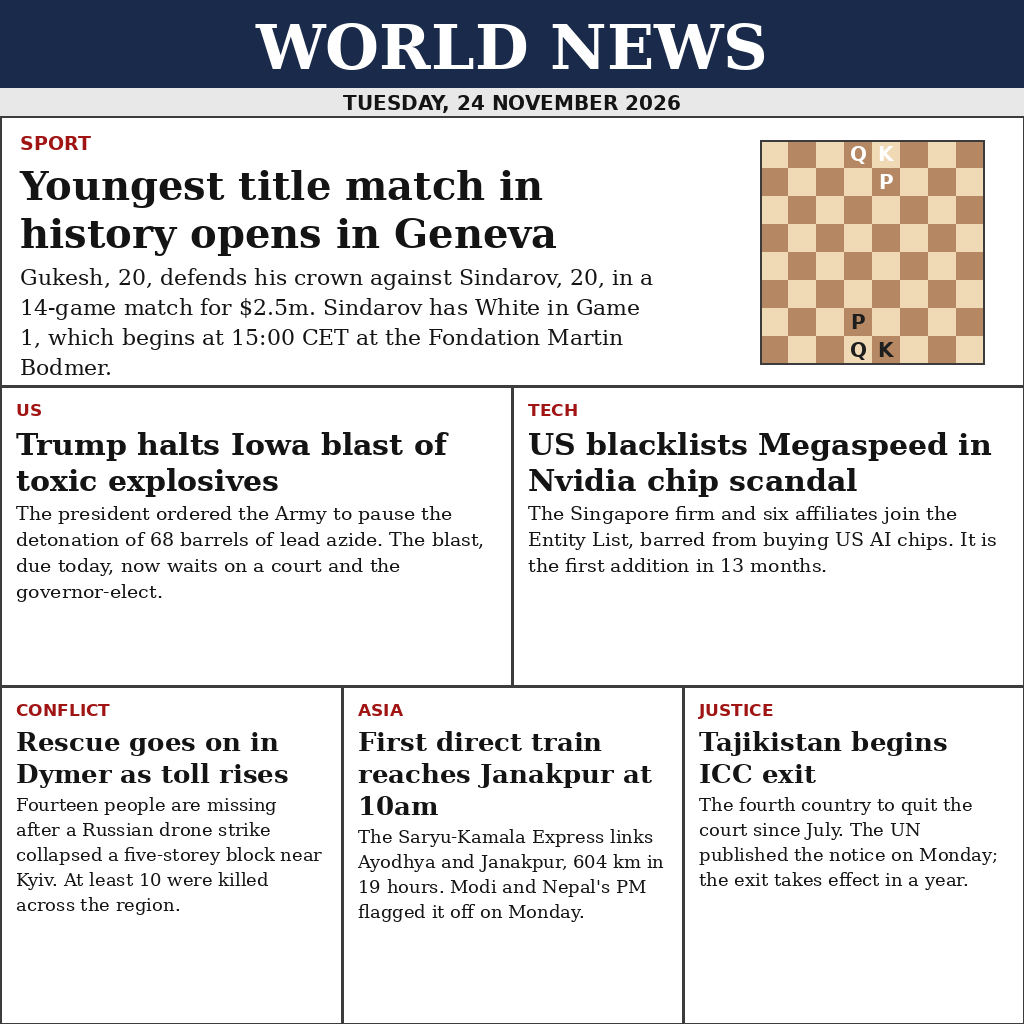 WORLD NEWS
TUESDAY, 24 NOVEMBER 2026
SPORT
Youngest title match in
history opens in Geneva
Gukesh, 20, defends his crown against Sindarov, 20, in a
14-game match for $2.5m. Sindarov has White in Game
1, which begins at 15:00 CET at the Fondation Martin
Bodmer.
Q K
P
P
Q K
US
Trump halts Iowa blast of
toxic explosives
The president ordered the Army to pause the
detonation of 68 barrels of lead azide. The blast,
due today, now waits on a court and the
governor-elect.
TECH
US blacklists Megaspeed in
Nvidia chip scandal
The Singapore firm and six affiliates join the
Entity List, barred from buying US AI chips. It is
the first addition in 13 months.
CONFLICT
Rescue goes on in
Dymer as toll rises
Fourteen people are missing
after a Russian drone strike
collapsed a five-storey block near
Kyiv. At least 10 were killed
across the region.
ASIA
First direct train
reaches Janakpur at
10am
The Saryu-Kamala Express links
Ayodhya and Janakpur, 604 km in
19 hours. Modi and Nepal's PM
flagged it off on Monday.
JUSTICE
Tajikistan begins
ICC exit
The fourth country to quit the
court since July. The UN
published the notice on Monday;
the exit takes effect in a year.